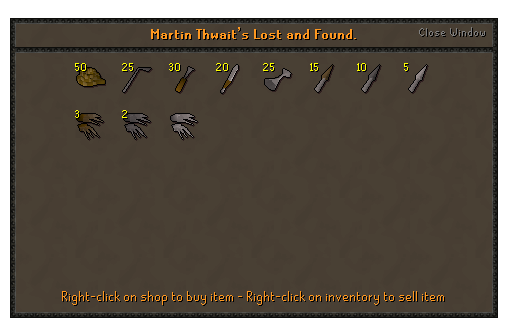 Martin Thwait's Lost and Found.
Close Window
50 25 30 20 25 15 10 5
3 2
Right-click on shop to buy item - Right-click on inventory to sell item